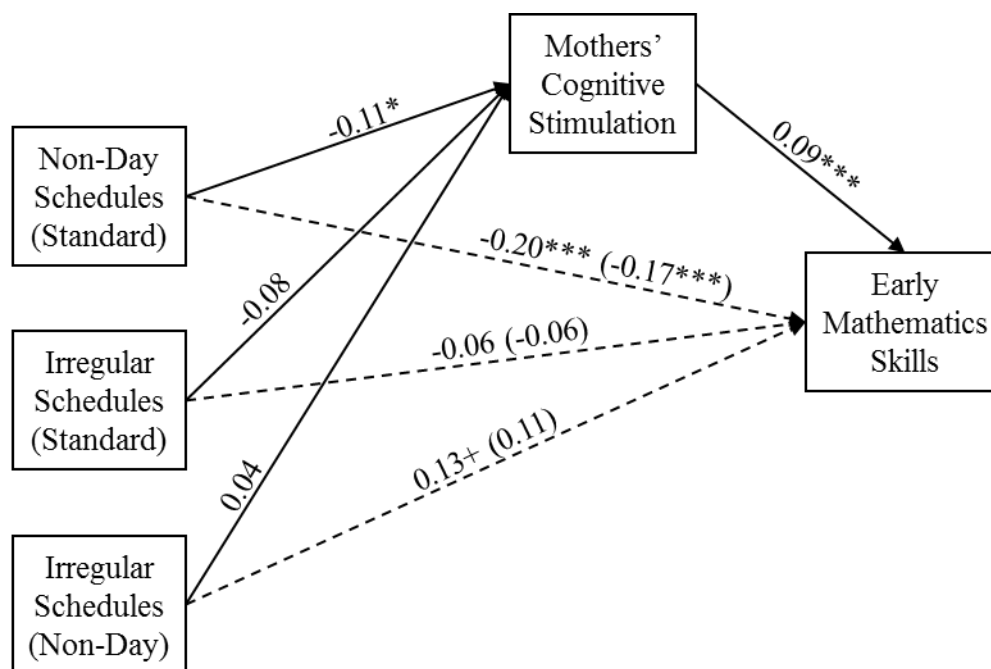 Mothers’
Cognitive
Stimulation
-0.11*
0.09***
Non-Day
Schedules
(Standard)
-0.20*** (-0.17***)
-0.08
Early
Mathematics
Skills
Irregular
Schedules
(Standard)
-0.06 (-0.06)
0.04
0.13+ (0.11)
Irregular
Schedules
(Non-Day)